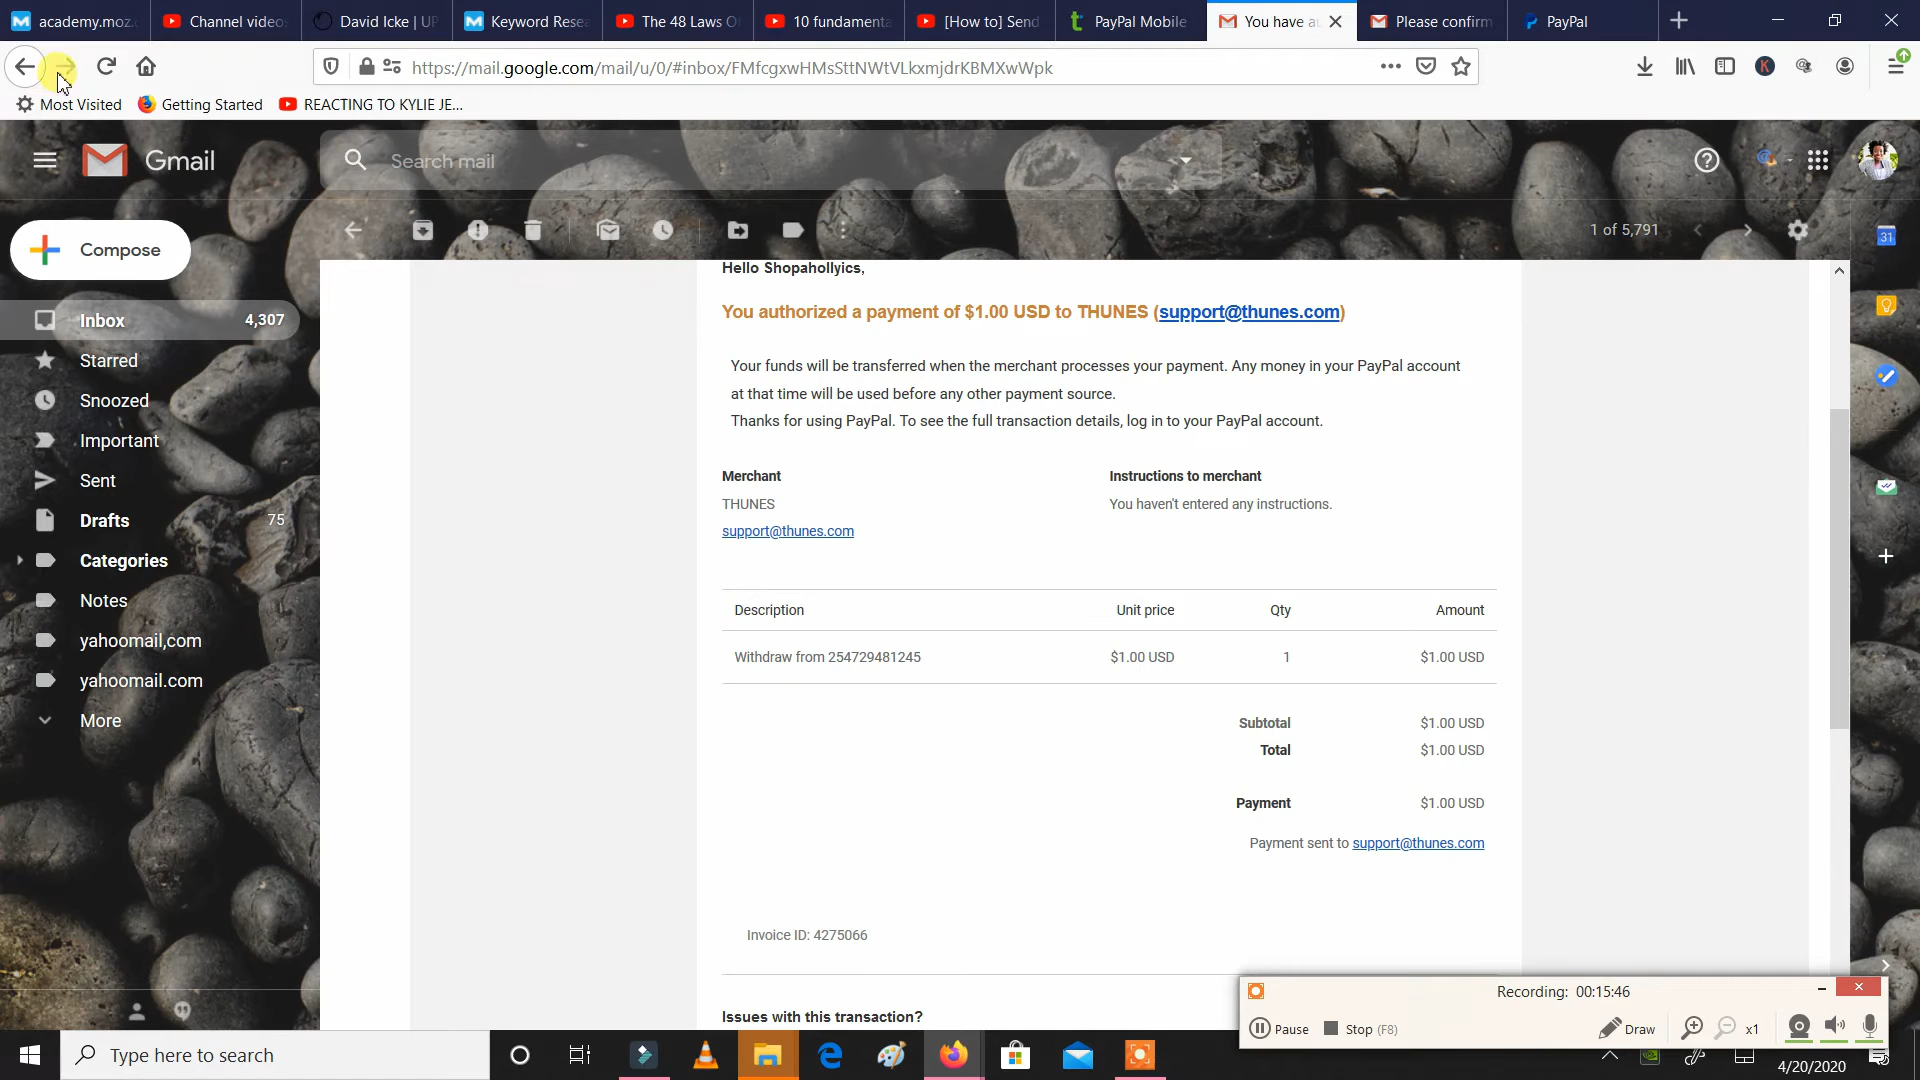 academy.moz.
Channel videos
David Icke | UP
Keyword Resea
The 48 Laws O
10 fundamenta
[How to] Send
PayPal Mobile
You have au
Please confirm
PayPal
https://mail.google.com/mail/u/0/#inbox/FMfcgxwHMsSttNWtVLkxmjdrKBMXwWpk
Most Visited
Getting Started
REACTING TO KYLIE JE...
Gmail
Search mail
Compose
1 of 5,791
31
Inbox 4,307
Starred
Snoozed
Important
Sent
Drafts 75
Categories
Notes
yahoomail,com
yahoomail.com
More
Hello Shopahollyics,
You authorized a payment of $1.00 USD to THUNES (support@thunes.com)
Your funds will be transferred when the merchant processes your payment. Any money in your PayPal account
at that time will be used before any other payment source.
Thanks for using PayPal. To see the full transaction details, log in to your PayPal account.
Merchant Instructions to merchant
THUNES You haven't entered any instructions.
support@thunes.com
Description Unit price Qty Amount
Withdraw from 254729481245 $1.00 USD 1 $1.00 USD
Subtotal $1.00 USD
Total $1.00 USD
Payment $1.00 USD
Payment sent to support@thunes.com
Invoice ID: 4275066
Issues with this transaction?
Recording: 00:15:46
Pause Stop (F8) Draw x1
Type here to search
4/20/2020